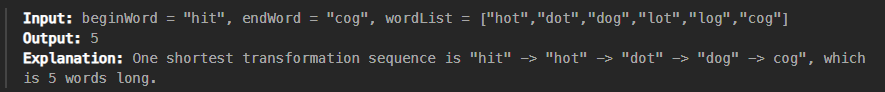 Input: beginWord = "hit", endWord = "cog", wordList = ["hot","dot","dog","lot","log","cog"]
Output: 5
Explanation: One shortest transformation sequence is "hit" -> "hot" -> "dot" -> "dog" -> cog", which
is 5 words long.